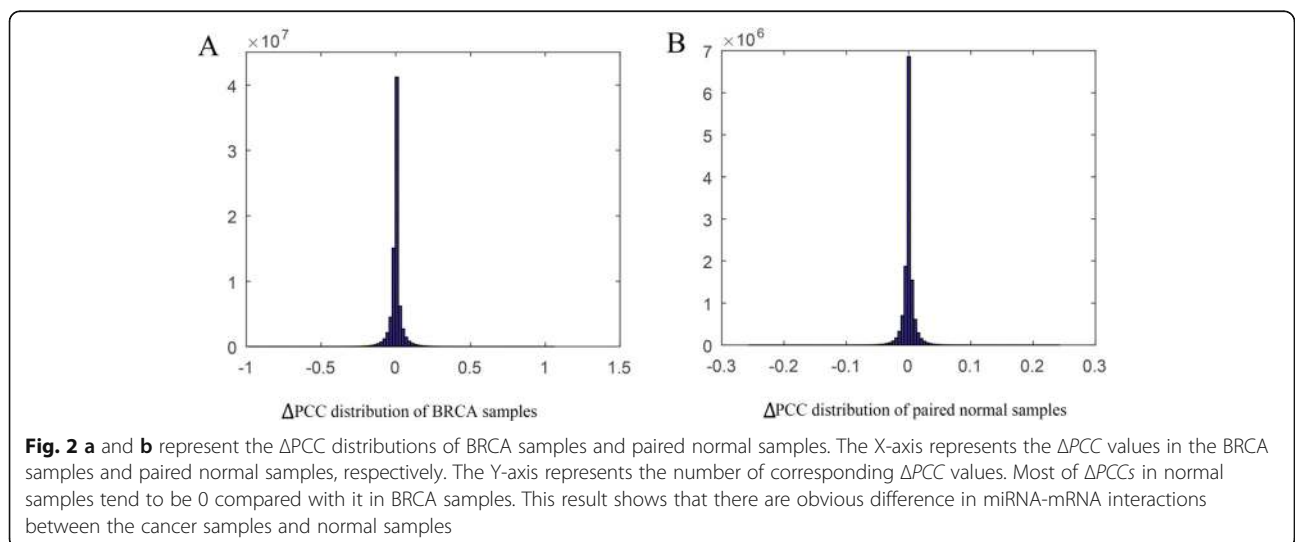 A
×10⁷
4
3
2
1
0
-1 -0.5 0 0.5 1 1.5
ΔPCC distribution of BRCA samples
B
×10⁶
7
6
5
4
3
2
1
0
-0.3 -0.2 -0.1 0 0.1 0.2 0.3
ΔPCC distribution of paired normal samples
Fig. 2 a and b represent the ΔPCC distributions of BRCA samples and paired normal samples. The X-axis represents the ΔPCC values in the BRCA
samples and paired normal samples, respectively. The Y-axis represents the number of corresponding ΔPCC values. Most of ΔPCCs in normal
samples tend to be 0 compared with it in BRCA samples. This result shows that there are obvious difference in miRNA-mRNA interactions
between the cancer samples and normal samples